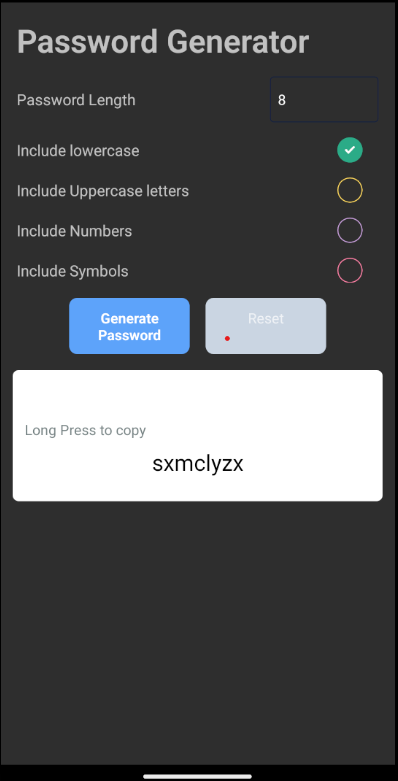 Password Generator
Password Length
8
Include lowercase
Include Uppercase letters
Include Numbers
Include Symbols
Generate
Password
Reset
Long Press to copy
sxmclyzx